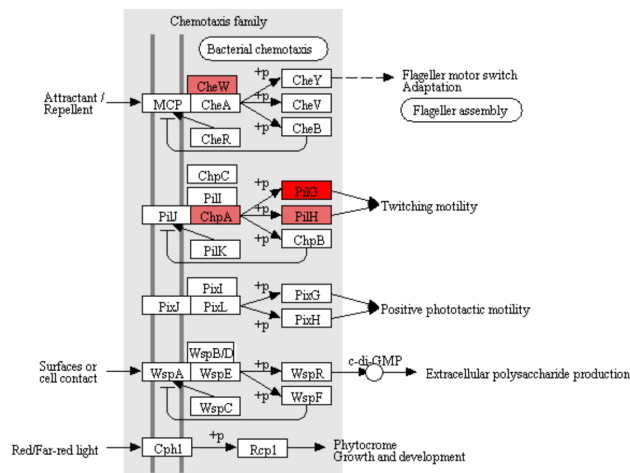 Chemotaxis family
Bacterial chemotaxis
CheW
+p
CheY
Flageller motor switch
Adaptation
Attractant /
Repellent
MCP
CheA
+p
CheV
Flageller assembly
CheR
+p
CheB
ChpC
PilI
+p
PilG
PilJ
ChpA
+p
PilH
Twitching motility
PilK
+p
ChpB
PixI
+p
PixG
PixJ
PixL
Positive phototactic motility
+p
PixH
WspB/D
c-di-GMP
Surfaces or
cell contact
WspA
WspE
+p
WspR
Extracellular polysaccharide production
WspC
+p
WspF
Red/Far-red light
Cph1
+p
Rcp1
Phytocrome
Growth and development